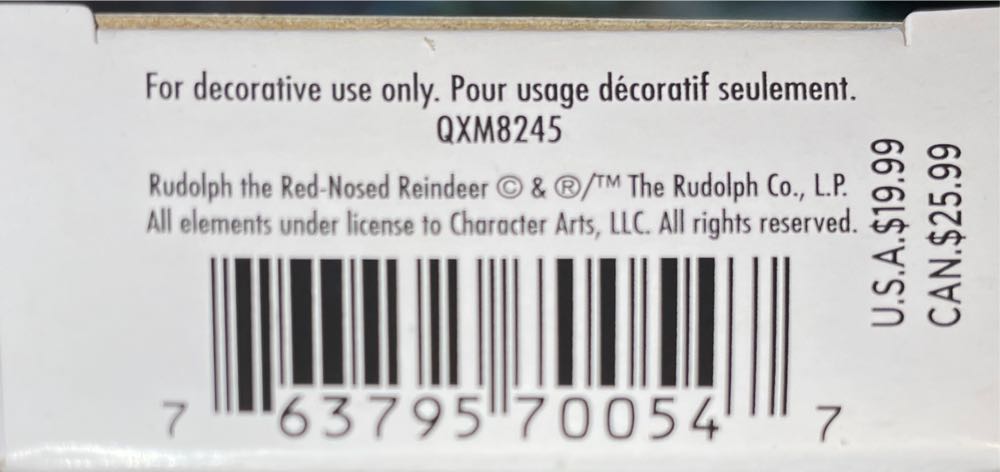 For decorative use only. Pour usage décoratif seulement.
QXM8245
Rudolph the Red-Nosed Reindeer © & ®/™ The Rudolph Co., L.P.
All elements under license to Character Arts, LLC. All rights reserved.
U.S.A.$19.99
CAN.$25.99
7 63795 70054 7